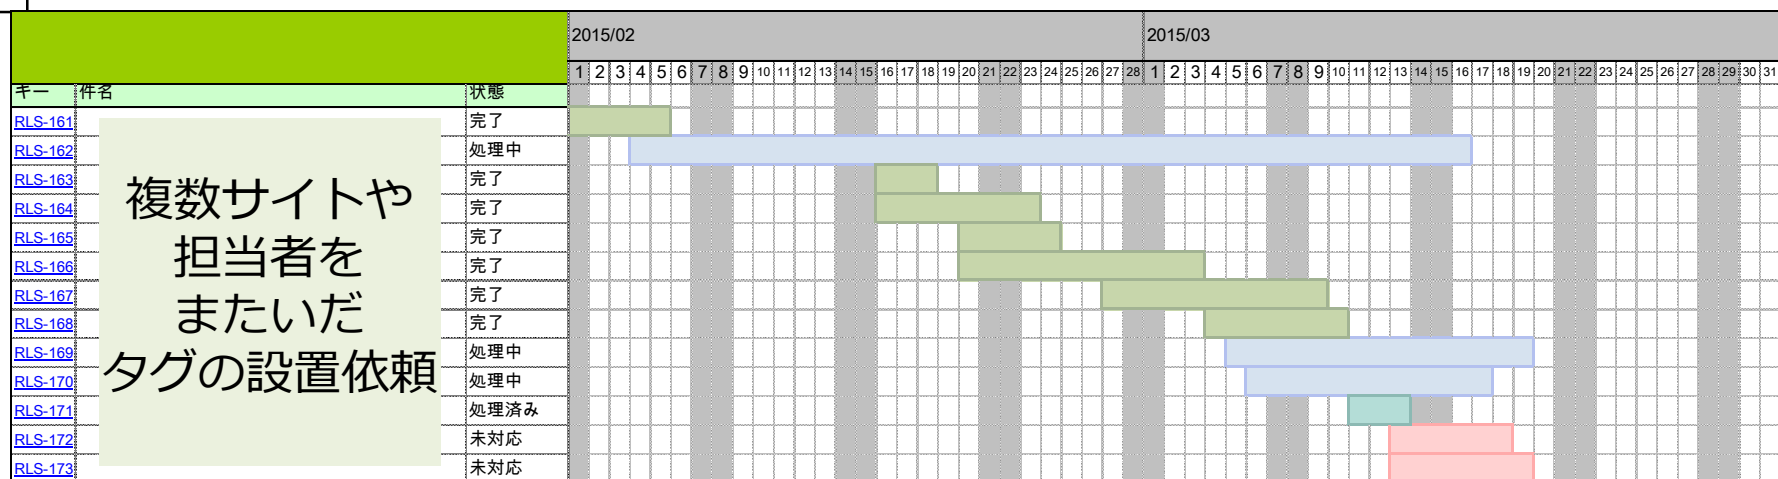 2015/02 2015/03
1 2 3 4 5 6 7 8 9 10 11 12 13 14 15 16 17 18 19 20 21 22 23 24 25 26 27 28 1 2 3 4 5 6 7 8 9 10 11 12 13 14 15 16 17 18 19 20 21 22 23 24 25 26 27 28 29 30 31
キー 件名 状態
RLS-161 完了
RLS-162 処理中
RLS-163 完了
RLS-164 完了
RLS-165 完了
RLS-166 完了
RLS-167 完了
RLS-168 完了
RLS-169 処理中
RLS-170 処理中
RLS-171 処理済み
RLS-172 未対応
RLS-173 未対応
複数サイトや
担当者を
またいだ
タグの設置依頼